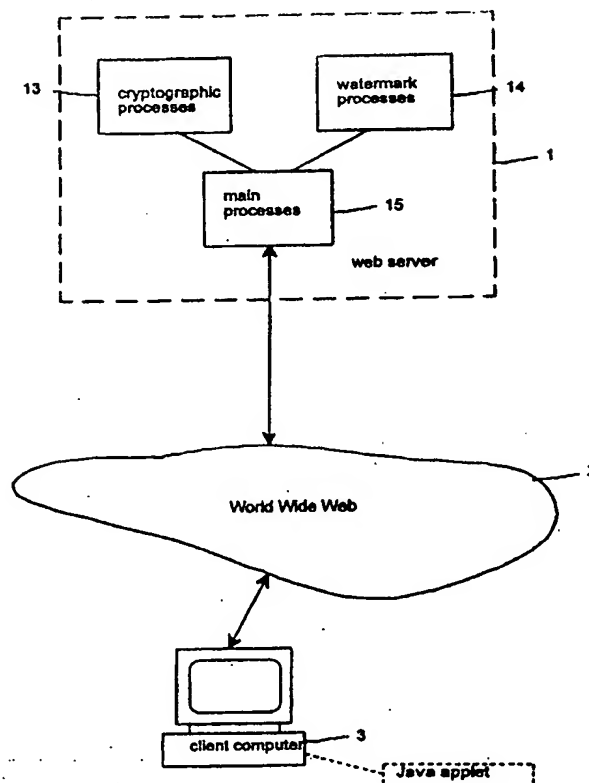 13
cryptographic
processes
watermark
processes
14
1
main
processes
15
web server
World Wide Web
client computer
3
Java applet